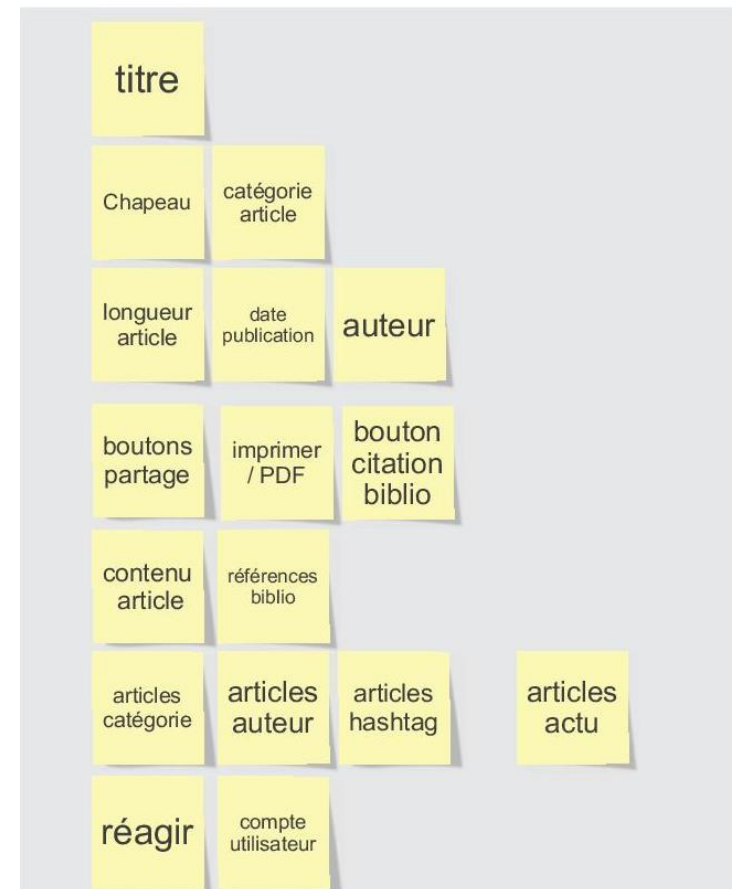 titre
Chapeau
catégorie
article
longueur
article
date
publication
auteur
boutons
partage
imprimer
/ PDF
bouton
citation
biblio
contenu
article
références
biblio
articles
catégorie
articles
auteur
articles
hashtag
articles
actu
réagir
compte
utilisateur